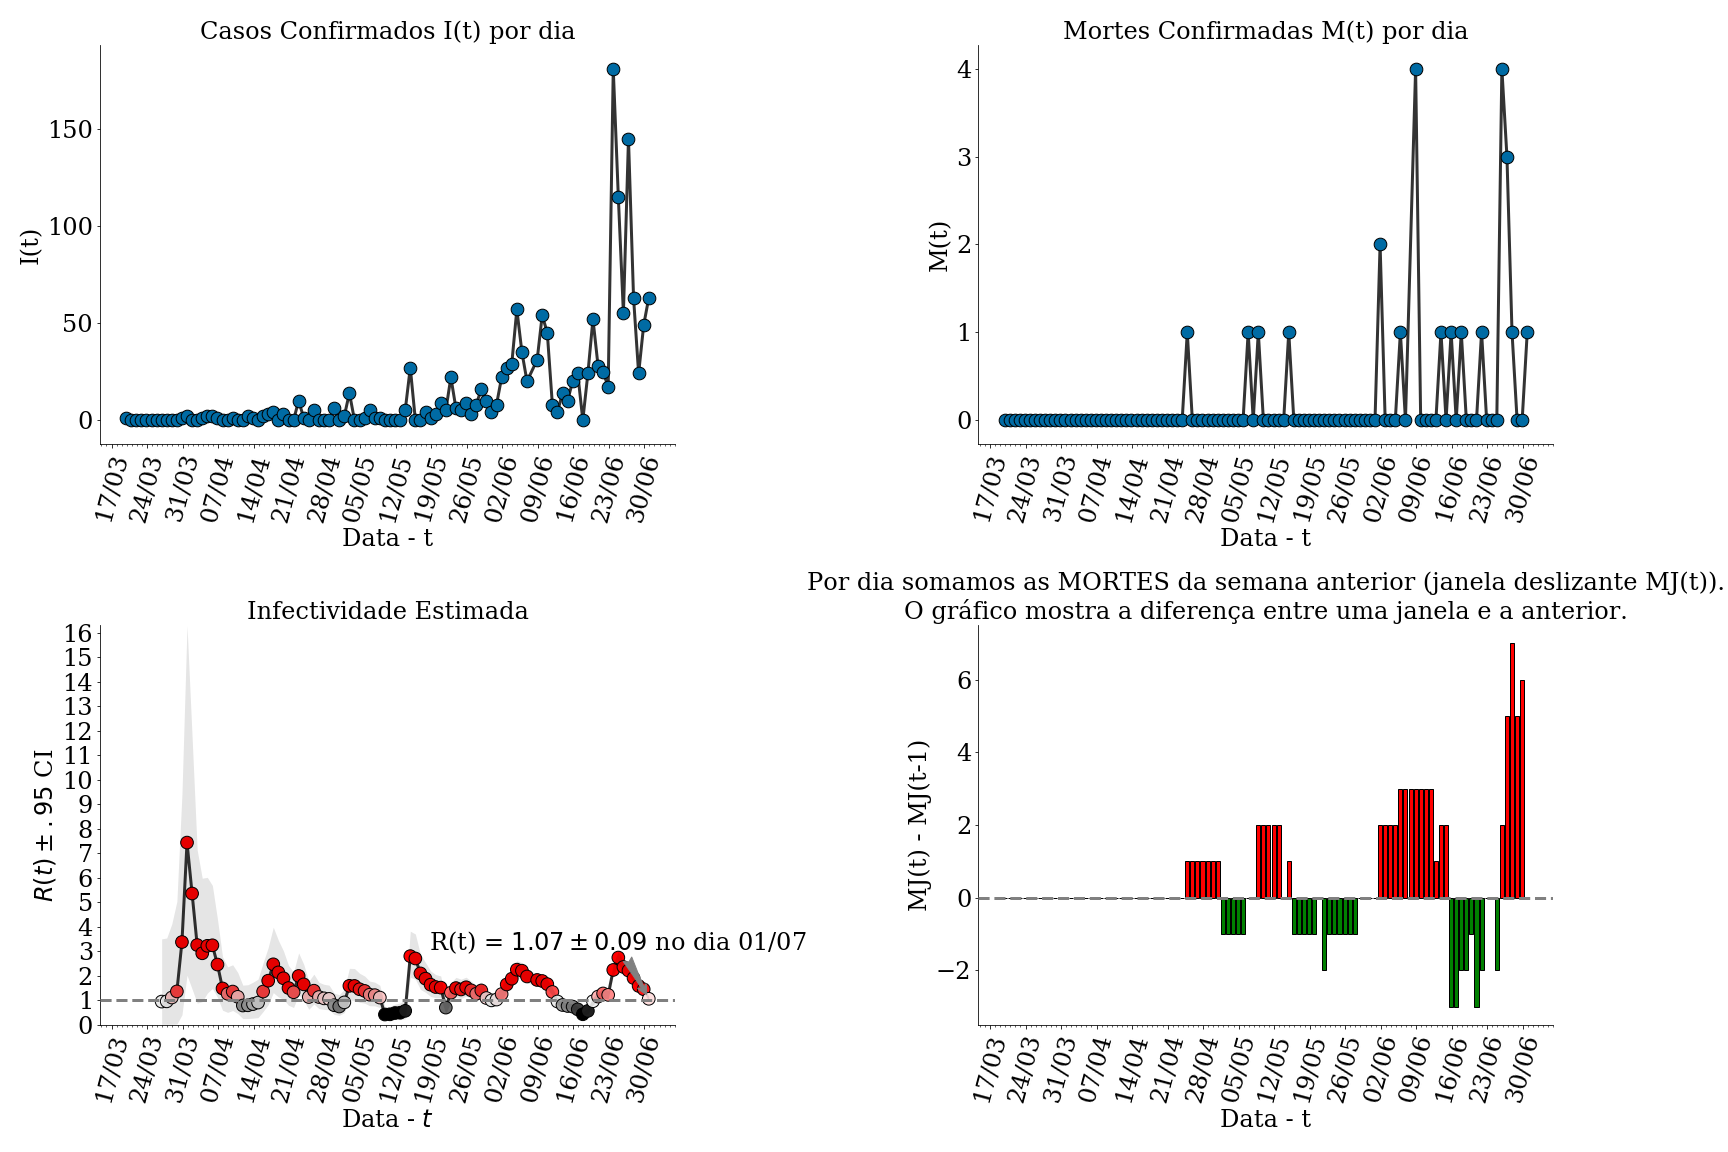 Casos Confirmados I(t) por dia
I(t)
150
100
50
0
17/03 24/03 31/03 07/04 14/04 21/04 28/04 05/05 12/05 19/05 26/05 02/06 09/06 16/06 23/06 30/06
Data - t
Mortes Confirmadas M(t) por dia
M(t)
4
3
2
1
0
17/03 24/03 31/03 07/04 14/04 21/04 28/04 05/05 12/05 19/05 26/05 02/06 09/06 16/06 23/06 30/06
Data - t
Infectividade Estimada
R(t) ± .95 CI
16
15
14
13
12
11
10
9
8
7
6
5
4
3
2
1
0
R(t) = 1.07 ± 0.09 no dia 01/07
17/03 24/03 31/03 07/04 14/04 21/04 28/04 05/05 12/05 19/05 26/05 02/06 09/06 16/06 23/06 30/06
Data - t
Por dia somamos as MORTES da semana anterior (janela deslizante MJ(t)).
O gráfico mostra a diferença entre uma janela e a anterior.
MJ(t) - MJ(t-1)
6
4
2
0
−2
17/03 24/03 31/03 07/04 14/04 21/04 28/04 05/05 12/05 19/05 26/05 02/06 09/06 16/06 23/06 30/06
Data - t